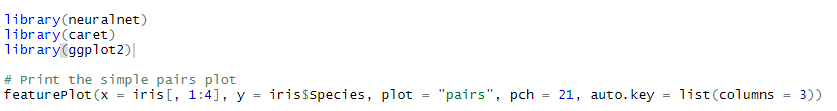 library(neuralnet)
library(caret)
library(ggplot2)
# Print the simple pairs plot
featurePlot(x = iris[, 1:4], y = iris$Species, plot = "pairs", pch = 21, auto.key = list(columns = 3))